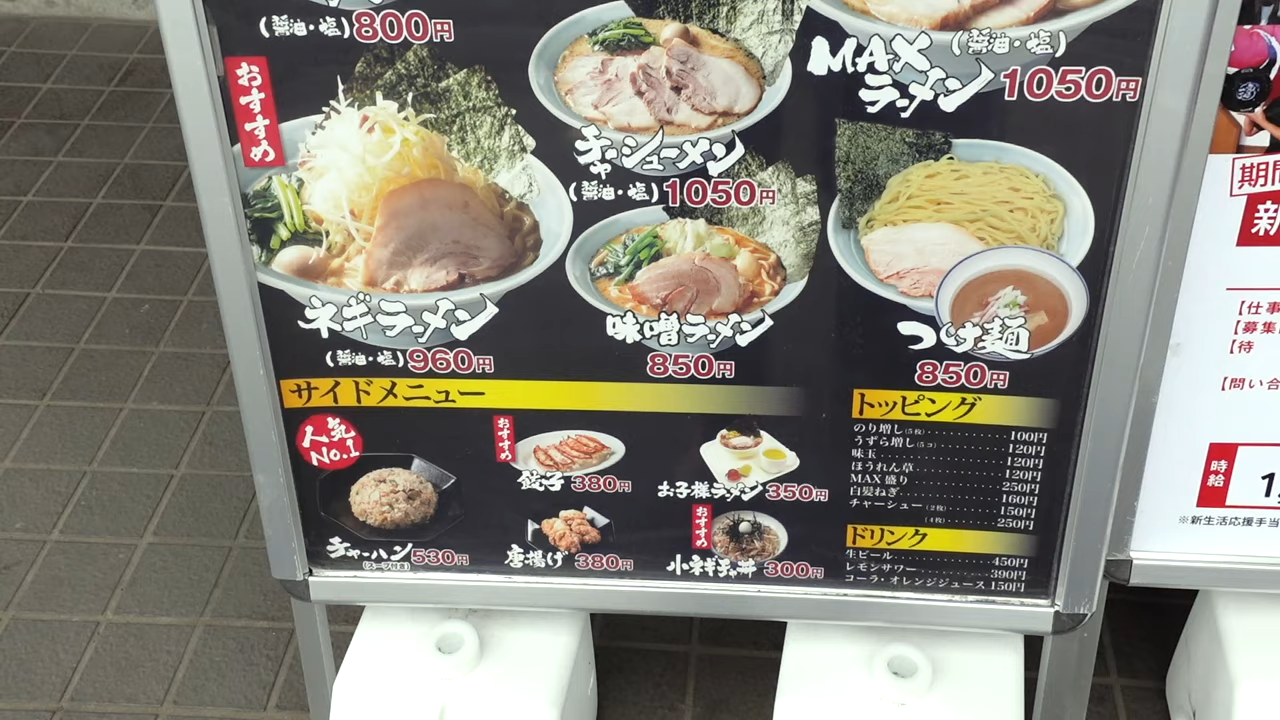 (醤油・塩)800円
おすすめ
MAX
ラーメン
(醤油・塩)
1050円
チャーシューメン
(醤油・塩)1050円
ネギラーメン
(醤油・塩)960円
味噌ラーメン
850円
つけ麺
850円
サイドメニュー
人気
No.1
チャーハン530円
(スープ付き)
おすすめ
餃子 380円
唐揚げ 380円
お子様ラーメン 350円
おすすめ
小ネギチャ丼 300円
トッピング
のり増し(5枚)‥‥‥100円
うずら増し(5コ)‥‥‥120円
味玉‥‥‥120円
ほうれん草‥‥‥120円
MAX盛り‥‥‥250円
白髪ねぎ‥‥‥160円
チャーシュー(2枚)‥‥‥150円
(4枚)‥‥‥250円
ドリンク
生ビール‥‥‥450円
レモンサワー‥‥‥390円
コーラ・オレンジジュース 150円
期間
新
【仕事
【募集
【待
【問い合
時給
1,
※新生活応援手当